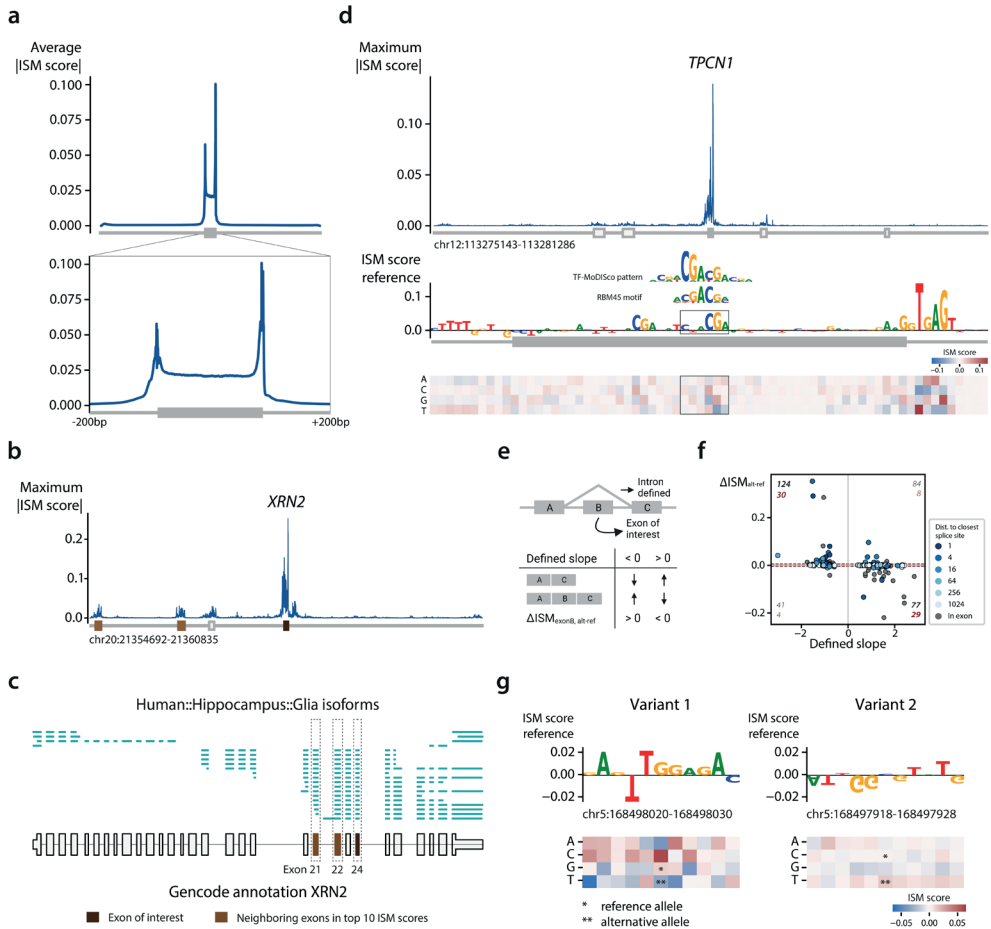 a
Average
|ISM score|
0.100
0.075
0.050
0.025
0.000
0.100
0.075
0.050
0.025
0.000
-200bp
+200bp
b
Maximum
|ISM score|
XRN2
0.2
0.1
0.0
chr20:21354692-21360835
c
Human::Hippocampus::Glia isoforms
Exon 21 22 24
Gencode annotation XRN2
Exon of interest
Neighboring exons in top 10 ISM scores
d
Maximum
|ISM score|
TPCN1
0.10
0.05
0.00
chr12:113275143-113281286
ISM score
reference
TF-MoDISco pattern
RBM45 motif
0.1
0.0
ISM score
−0.1 0.0 0.1
A
C
G
T
e
Intron
defined
A B C
Exon of
interest
Defined slope < 0 > 0
A C
A B C
ΔISMexonB, alt-ref > 0 < 0
f
ΔISMalt-ref
124
30
84
8
0.2
0.0
−0.2
41
4
77
29
−2 0 2
Defined slope
Dist. to closest
splice site
1
4
16
64
256
1024
In exon
g
Variant 1
ISM score
reference
0.02
0.00
−0.02
chr5:168498020-168498030
A
C
G
T
*
**
* reference allele
** alternative allele
Variant 2
ISM score
reference
0.02
0.00
−0.02
chr5:168497918-168497928
A
C
G
T
*
**
ISM score
−0.05 0.00 0.05